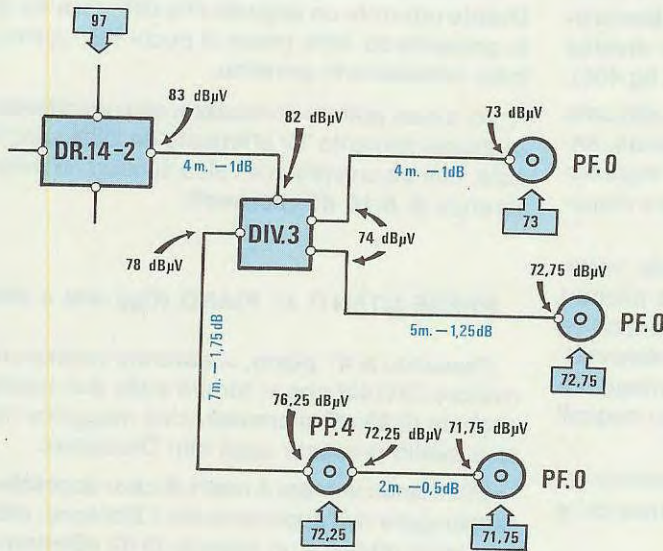 97
83 dBµV
82 dBµV
73 dBµV
DR.14-2
4 m. – 1dB
4 m. – 1dB
PF.0
DIV.3
73
78 dBµV
74 dBµV
72,75 dBµV
PF.0
5m. – 1,25dB
7m. – 1,75dB
72,75
76,25 dBµV
PP.4
72,25 dBµV
71,75 dBµV
2m. – 0,5dB
PF.0
72,25
71,75